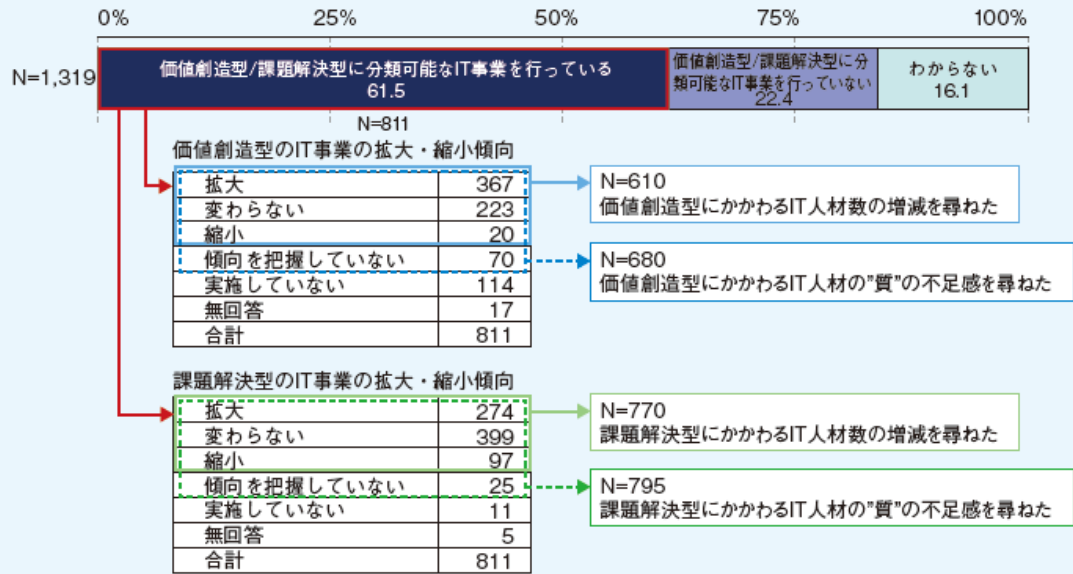 0% 25% 50% 75% 100%
N=1,319
価値創造型/課題解決型に分類可能なIT事業を行っている
61.5
価値創造型/課題解決型に分
類可能なIT事業を行っていない
22.4
わからない
16.1
N=811
価値創造型のIT事業の拡大・縮小傾向
拡大 367
変わらない 223
縮小 20
傾向を把握していない 70
実施していない 114
無回答 17
合計 811
N=610
価値創造型にかかわるIT人材数の増減を尋ねた
N=680
価値創造型にかかわるIT人材の"質"の不足感を尋ねた
課題解決型のIT事業の拡大・縮小傾向
拡大 274
変わらない 399
縮小 97
傾向を把握していない 25
実施していない 11
無回答 5
合計 811
N=770
課題解決型にかかわるIT人材数の増減を尋ねた
N=795
課題解決型にかかわるIT人材の"質"の不足感を尋ねた